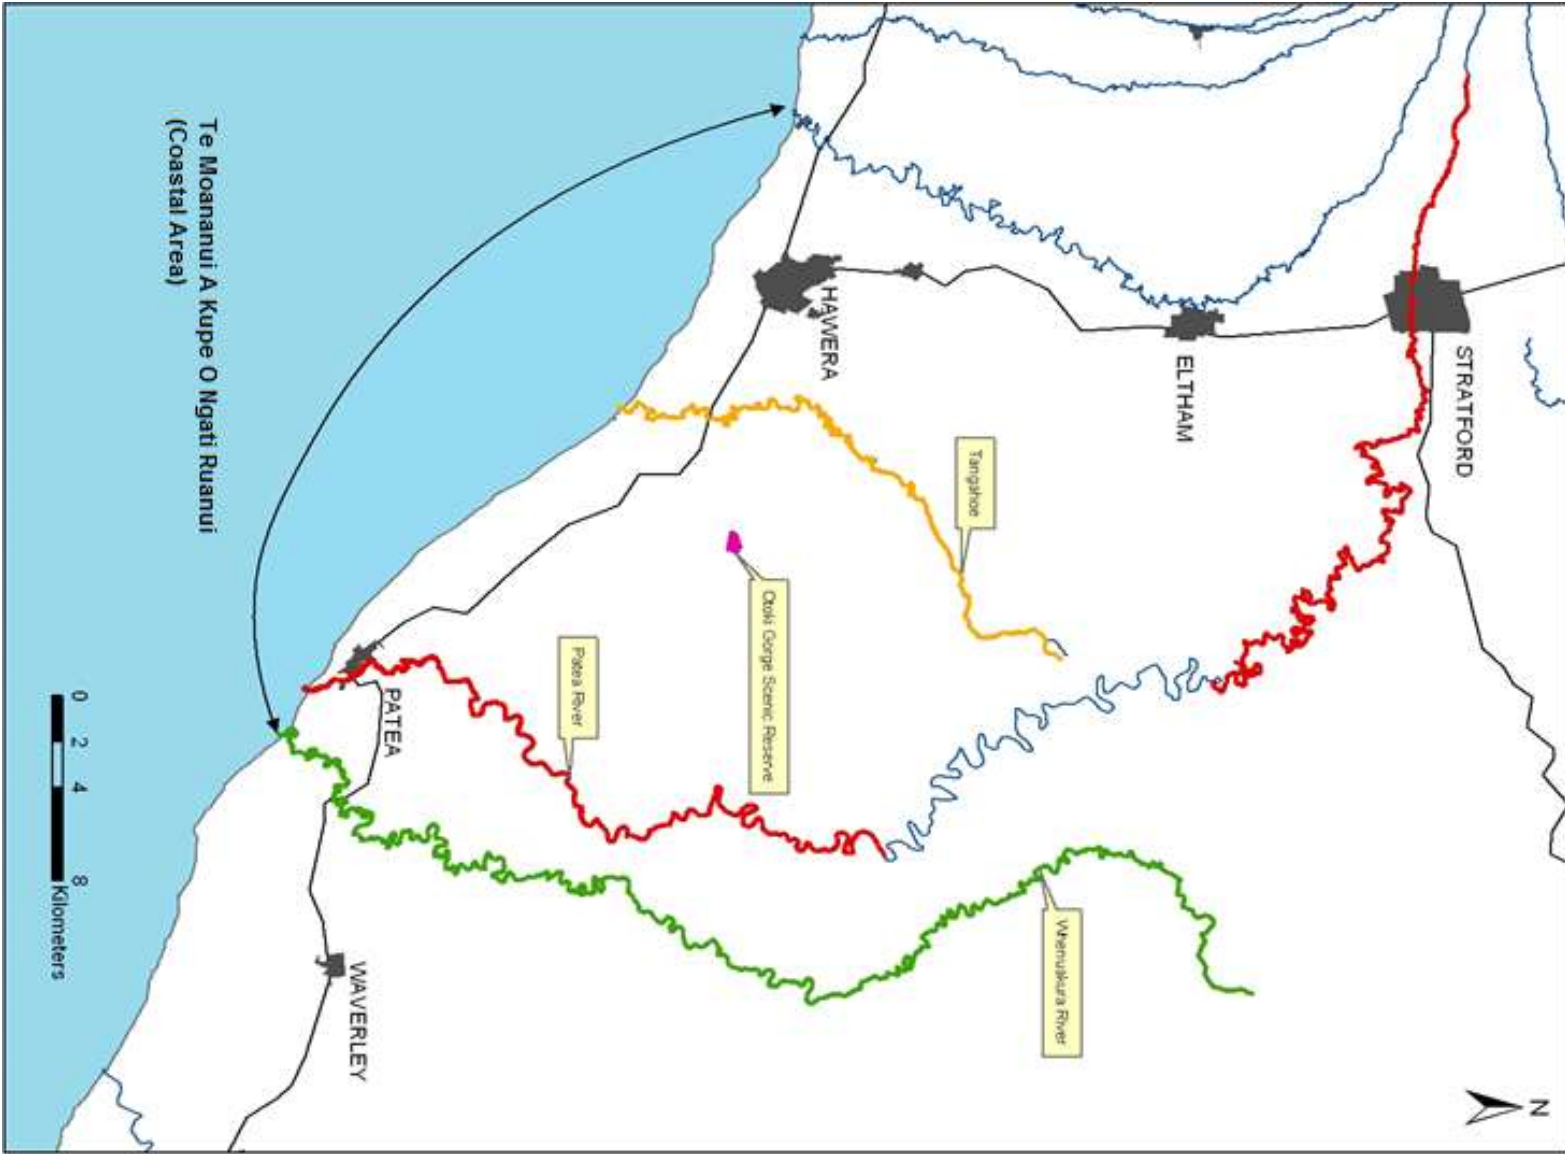 STRATFORD
ELTHAM
HAWERA
Tangahoe
Otoki Gorge Scenic Reserve
Whenuakura River
Patea River
PATEA
WAVERLEY
Te Moananui A Kupe O Ngati Ruanui
(Coastal Area)
0 2 4 8
Kilometers
N